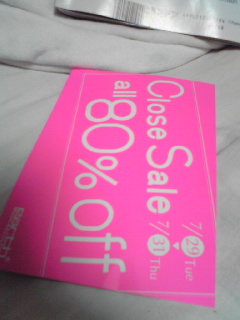 Close Sale
7/29 Tue
7/31 Thu
all
80% off